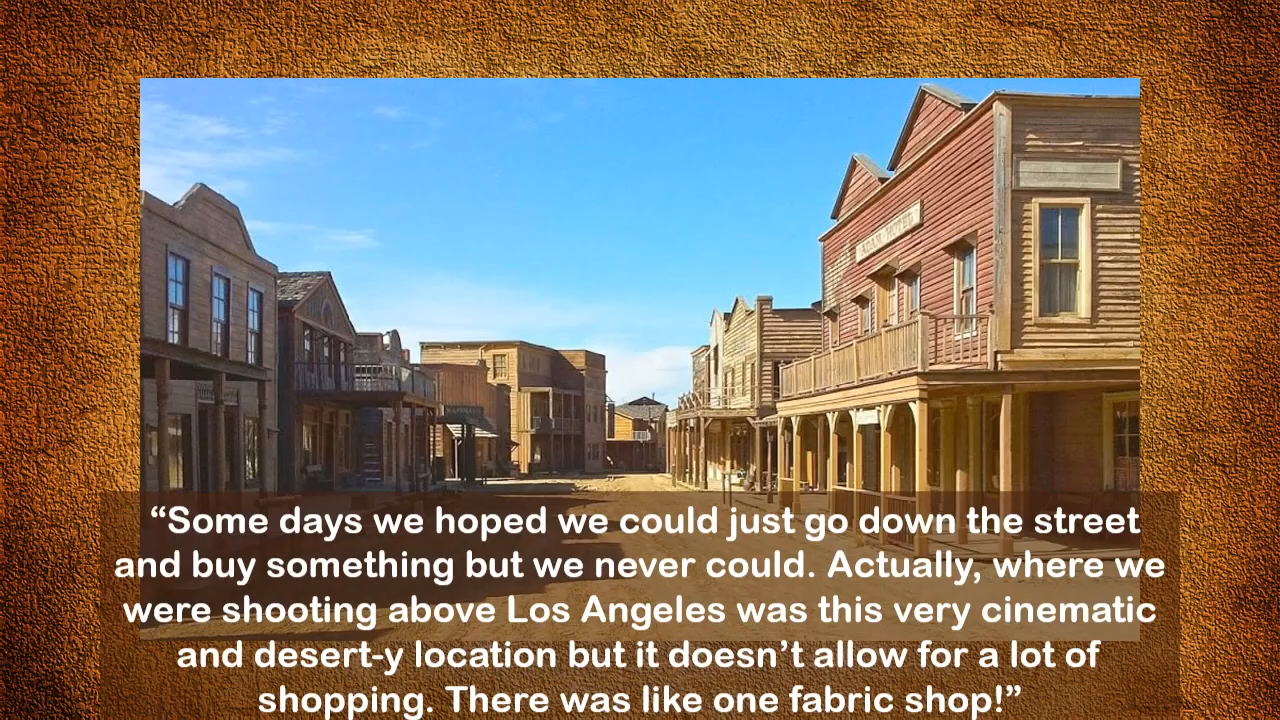 “Some days we hoped we could just go down the street
and buy something but we never could. Actually, where we
were shooting above Los Angeles was this very cinematic
and desert-y location but it doesn’t allow for a lot of
shopping. There was like one fabric shop!”